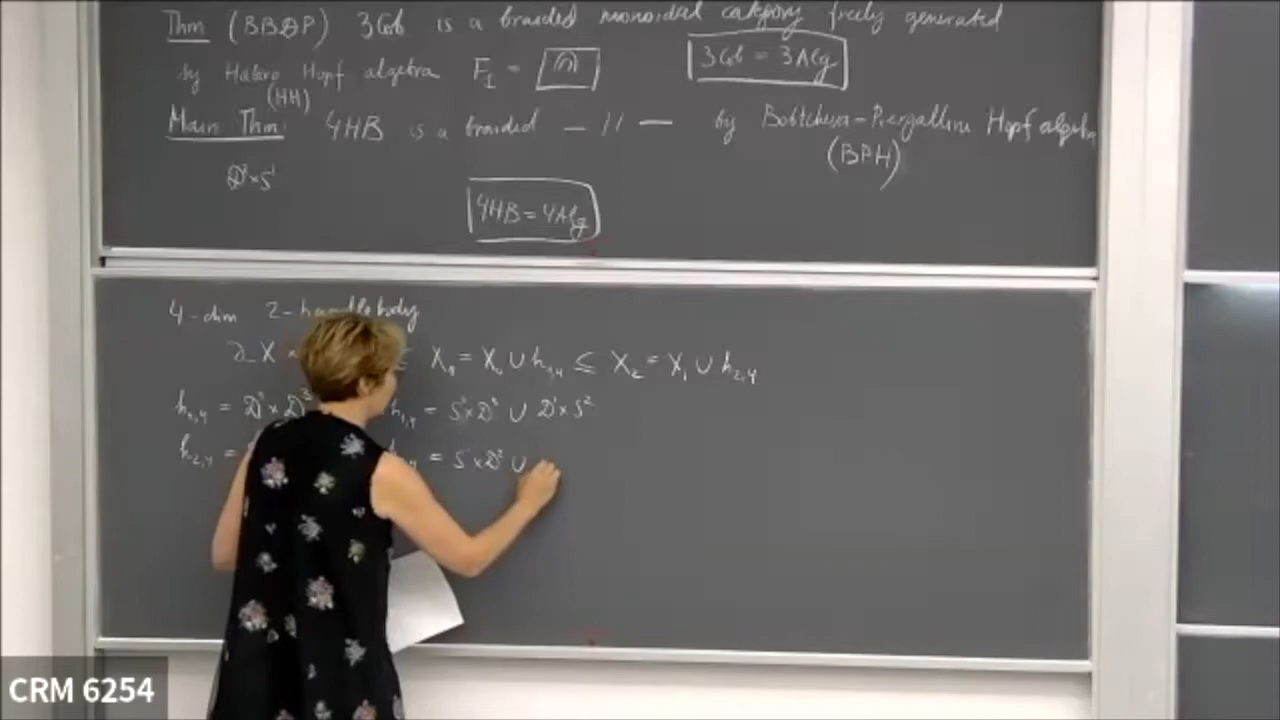 Thm (BBDP) 3Cob is a braided monoidal category freely generated
by Habiro Hopf algebra F₁ = 3Cob = 3Alg
(HH)
Main Thm: 4HB is a braided — // — by Bobtcheva-Piergallini Hopf algebra
(BPH)
D³×S¹
4HB = 4Alg
4-dim 2-handlebody
X₁ = X₀ ∪ h₁,₄ ⊆ X₂ = X₁ ∪ h₂,₄
h₁,₄ = D¹×D³ h₁,₄ = S⁰×D³ ∪ D¹×S²
h₂,₄ = = S¹×D² ∪
CRM 6254